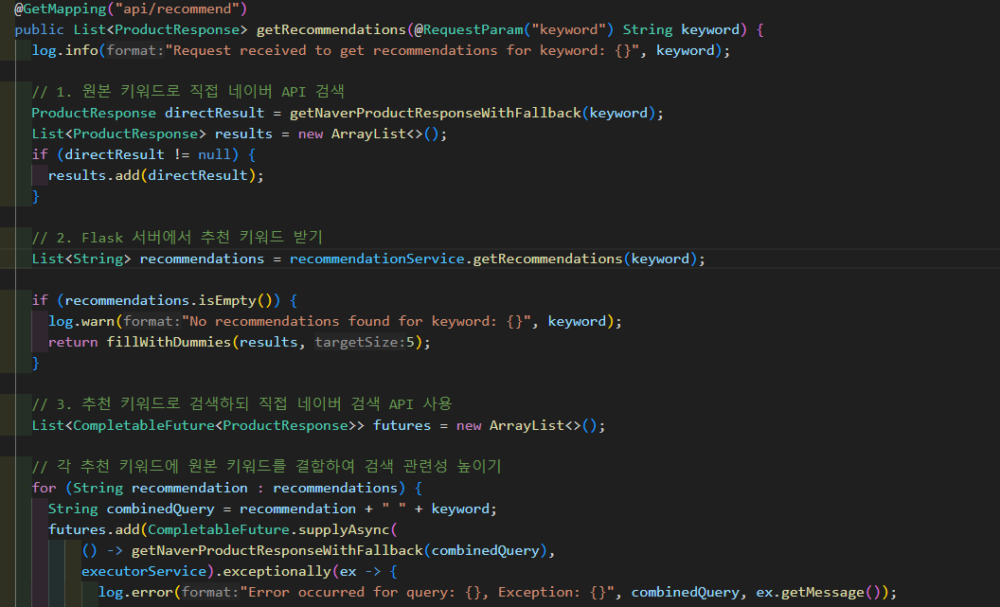 @GetMapping("api/recommend")
public List<ProductResponse> getRecommendations(@RequestParam("keyword") String keyword) {
log.info(format:"Request received to get recommendations for keyword: {}", keyword);
// 1. 원본 키워드로 직접 네이버 API 검색
ProductResponse directResult = getNaverProductResponseWithFallback(keyword);
List<ProductResponse> results = new ArrayList<>();
if (directResult != null) {
results.add(directResult);
}
// 2. Flask 서버에서 추천 키워드 받기
List<String> recommendations = recommendationService.getRecommendations(keyword);
if (recommendations.isEmpty()) {
log.warn(format:"No recommendations found for keyword: {}", keyword);
return fillWithDummies(results, targetSize:5);
}
// 3. 추천 키워드로 검색하되 직접 네이버 검색 API 사용
List<CompletableFuture<ProductResponse>> futures = new ArrayList<>();
// 각 추천 키워드에 원본 키워드를 결합하여 검색 관련성 높이기
for (String recommendation : recommendations) {
String combinedQuery = recommendation + " " + keyword;
futures.add(CompletableFuture.supplyAsync(
() -> getNaverProductResponseWithFallback(combinedQuery),
executorService).exceptionally(ex -> {
log.error(format:"Error occurred for query: {}, Exception: {}", combinedQuery, ex.getMessage());